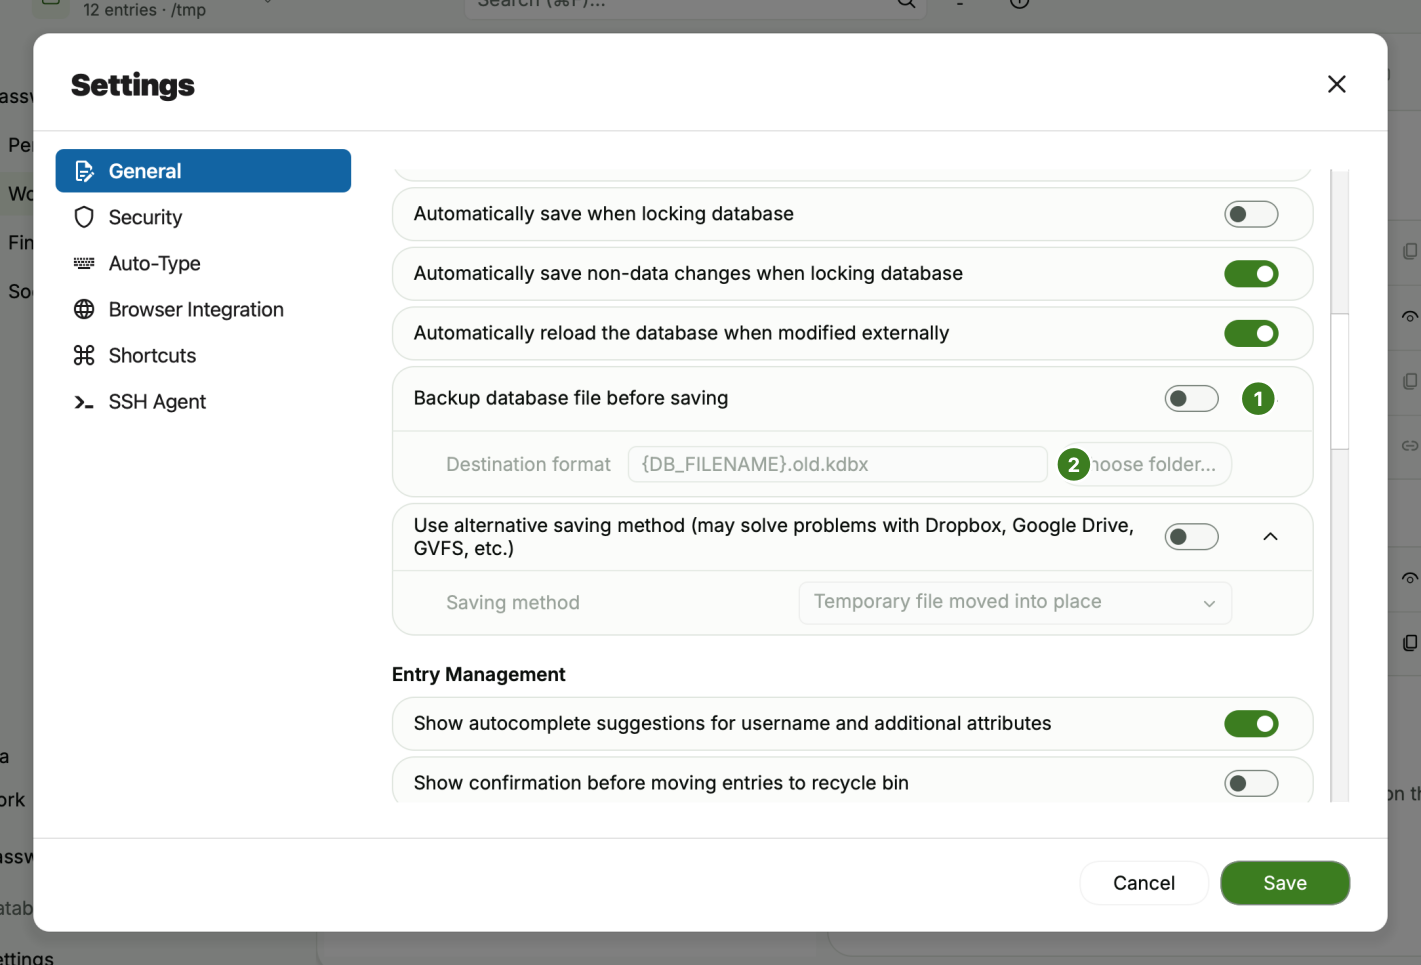 12 entries · /tmp
Settings
General
Security
Auto-Type
Browser Integration
Shortcuts
SSH Agent
Automatically save when locking database
Automatically save non-data changes when locking database
Automatically reload the database when modified externally
Backup database file before saving
1
Destination format
{DB_FILENAME}.old.kdbx
2
hoose folder...
Use alternative saving method (may solve problems with Dropbox, Google Drive,
GVFS, etc.)
Saving method
Temporary file moved into place
Entry Management
Show autocomplete suggestions for username and additional attributes
Show confirmation before moving entries to recycle bin
Cancel
Save